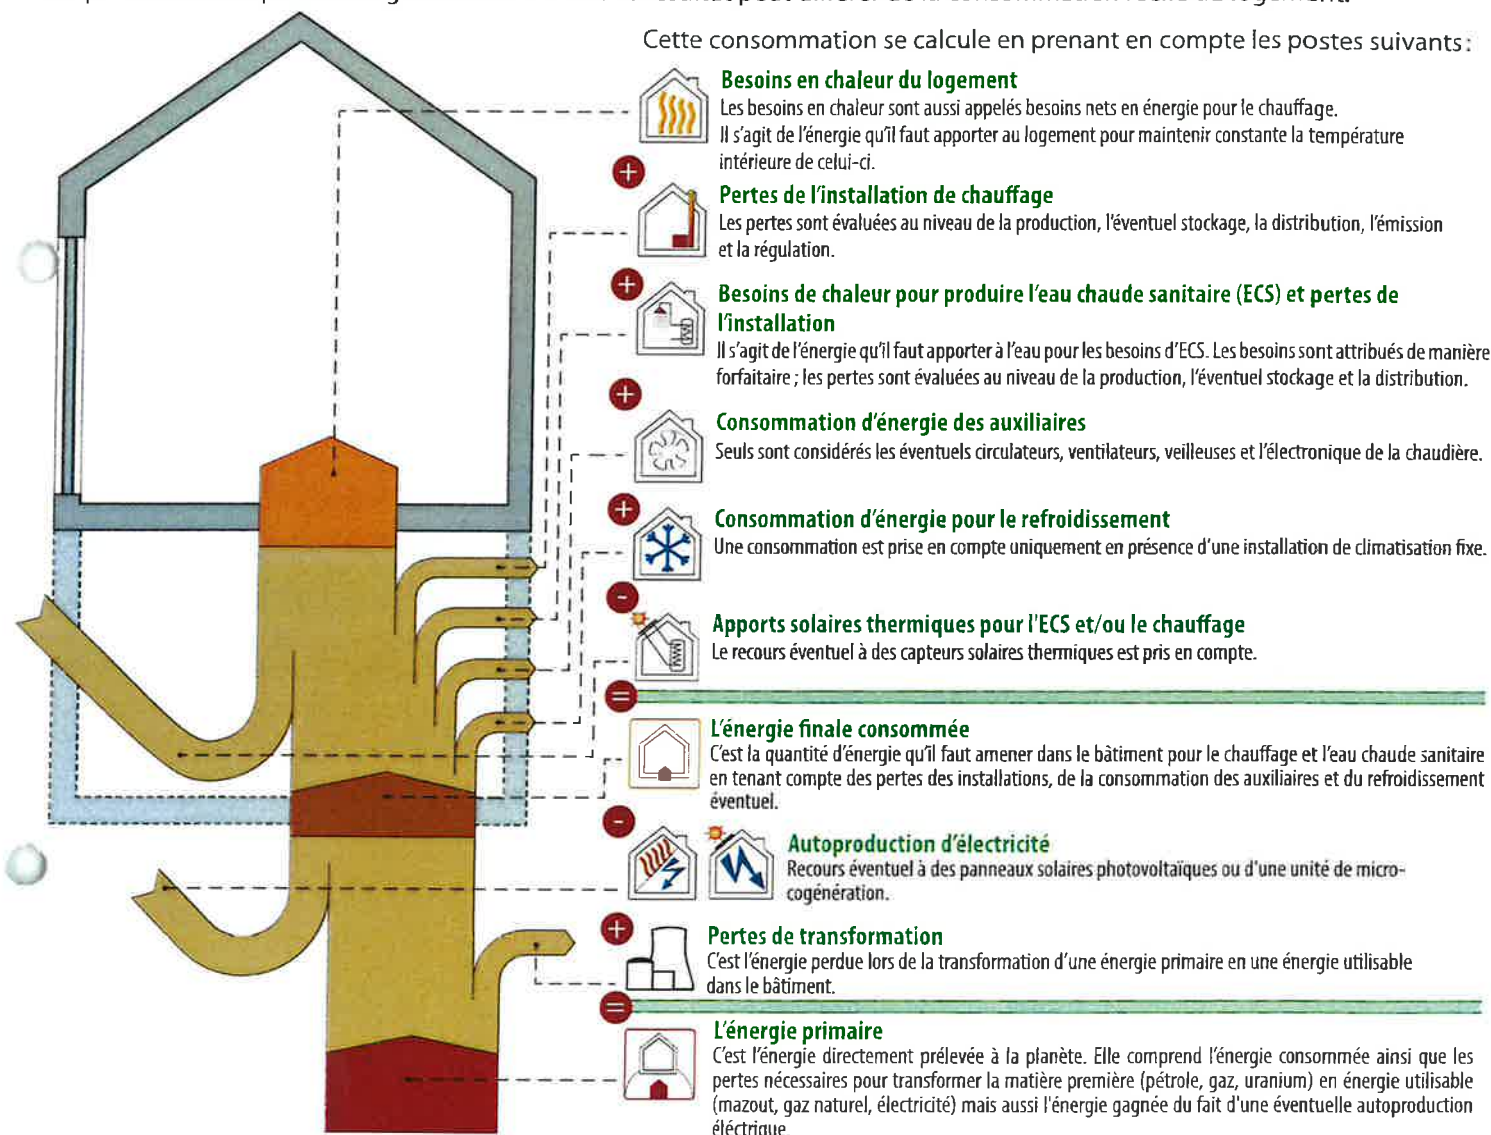 Cette consommation se calcule en prenant en compte les postes suivants :
Besoins en chaleur du logement
Les besoins en chaleur sont aussi appelés besoins nets en énergie pour le chauffage.
Il s'agit de l'énergie qu'il faut apporter au logement pour maintenir constante la température
intérieure de celui-ci.
+
Pertes de l'installation de chauffage
Les pertes sont évaluées au niveau de la production, l'éventuel stockage, la distribution, l'émission
et la régulation.
+
Besoins de chaleur pour produire l'eau chaude sanitaire (ECS) et pertes de
l'installation
Il s'agit de l'énergie qu'il faut apporter à l'eau pour les besoins d'ECS. Les besoins sont attribués de manière
forfaitaire ; les pertes sont évaluées au niveau de la production, l'éventuel stockage et la distribution.
+
Consommation d'énergie des auxiliaires
Seuls sont considérés les éventuels circulateurs, ventilateurs, veilleuses et l'électronique de la chaudière.
+
Consommation d'énergie pour le refroidissement
Une consommation est prise en compte uniquement en présence d'une installation de climatisation fixe.
-
Apports solaires thermiques pour l'ECS et/ou le chauffage
Le recours éventuel à des capteurs solaires thermiques est pris en compte.
=
L'énergie finale consommée
C'est la quantité d'énergie qu'il faut amener dans le bâtiment pour le chauffage et l'eau chaude sanitaire
en tenant compte des pertes des installations, de la consommation des auxiliaires et du refroidissement
éventuel.
-
Autoproduction d'électricité
Recours éventuel à des panneaux solaires photovoltaïques ou d'une unité de micro-
cogénération.
+
Pertes de transformation
C'est l'énergie perdue lors de la transformation d'une énergie primaire en une énergie utilisable
dans le bâtiment.
=
L'énergie primaire
C'est l'énergie directement prélevée à la planète. Elle comprend l'énergie consommée ainsi que les
pertes nécessaires pour transformer la matière première (pétrole, gaz, uranium) en énergie utilisable
(mazout, gaz naturel, électricité) mais aussi l'énergie gagnée du fait d'une éventuelle autoproduction
éléctrique.